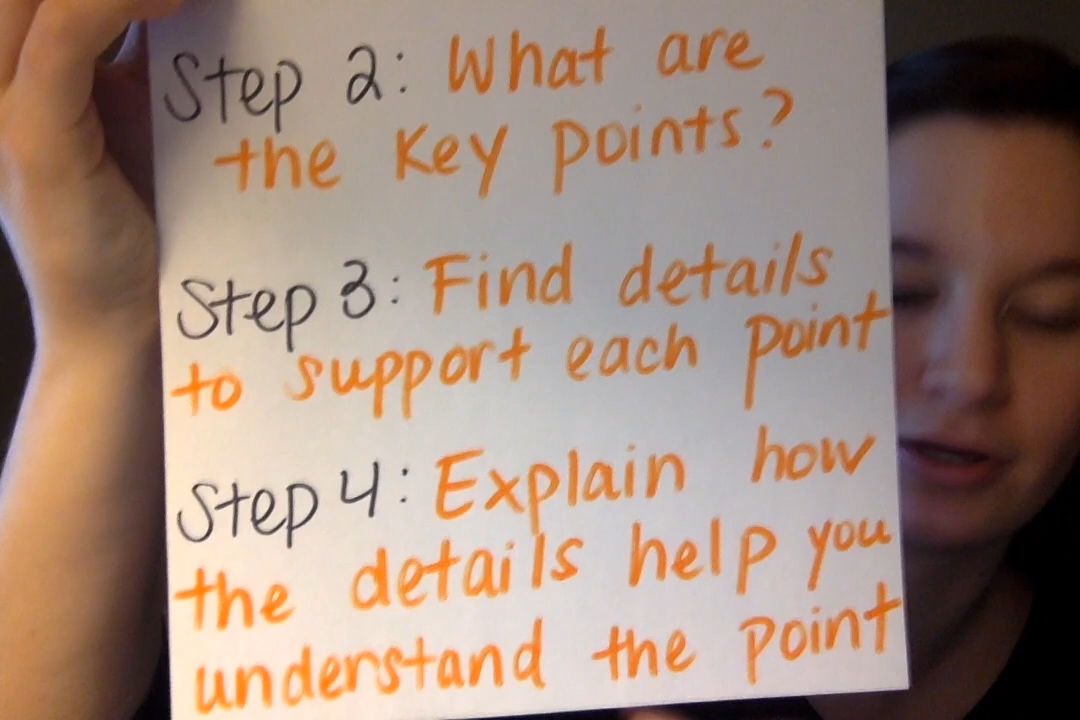 Step 2: What are
the key points?
Step 3: Find details
to support each point
Step 4: Explain how
the details help you
understand the point